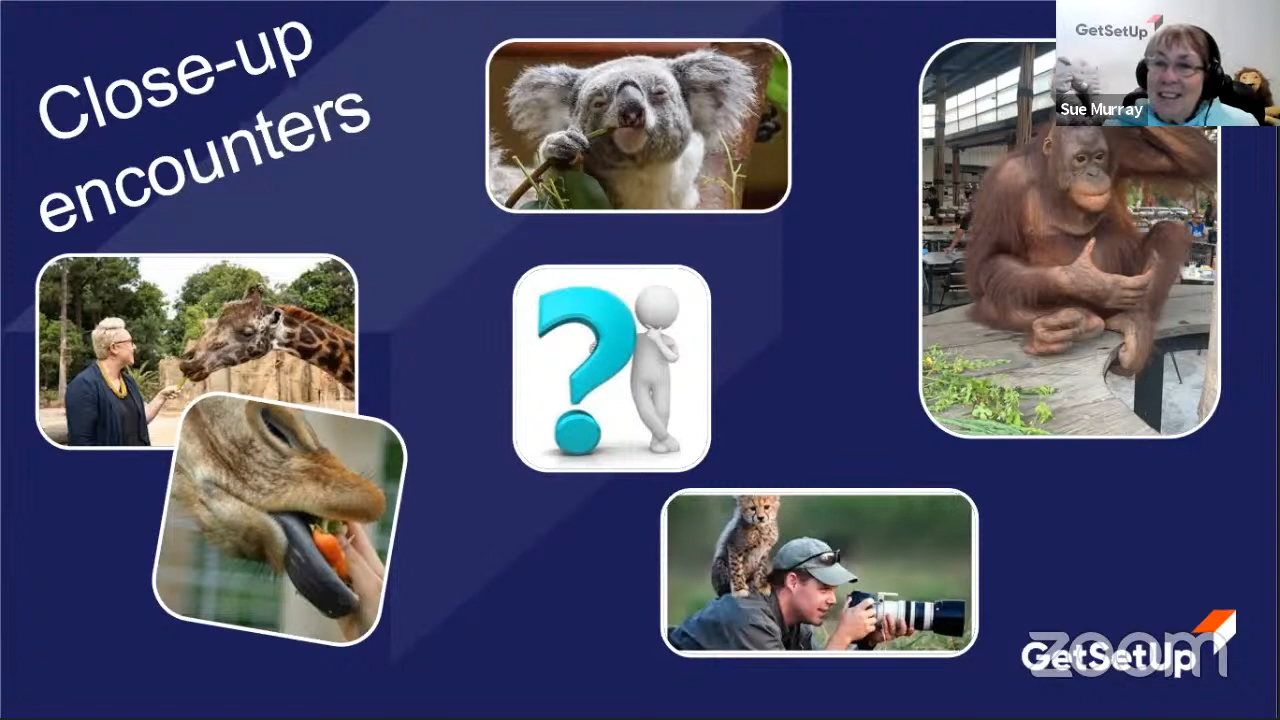 Close-up
encounters
GetSetUp
Sue Murray
GetSetUp
zoom